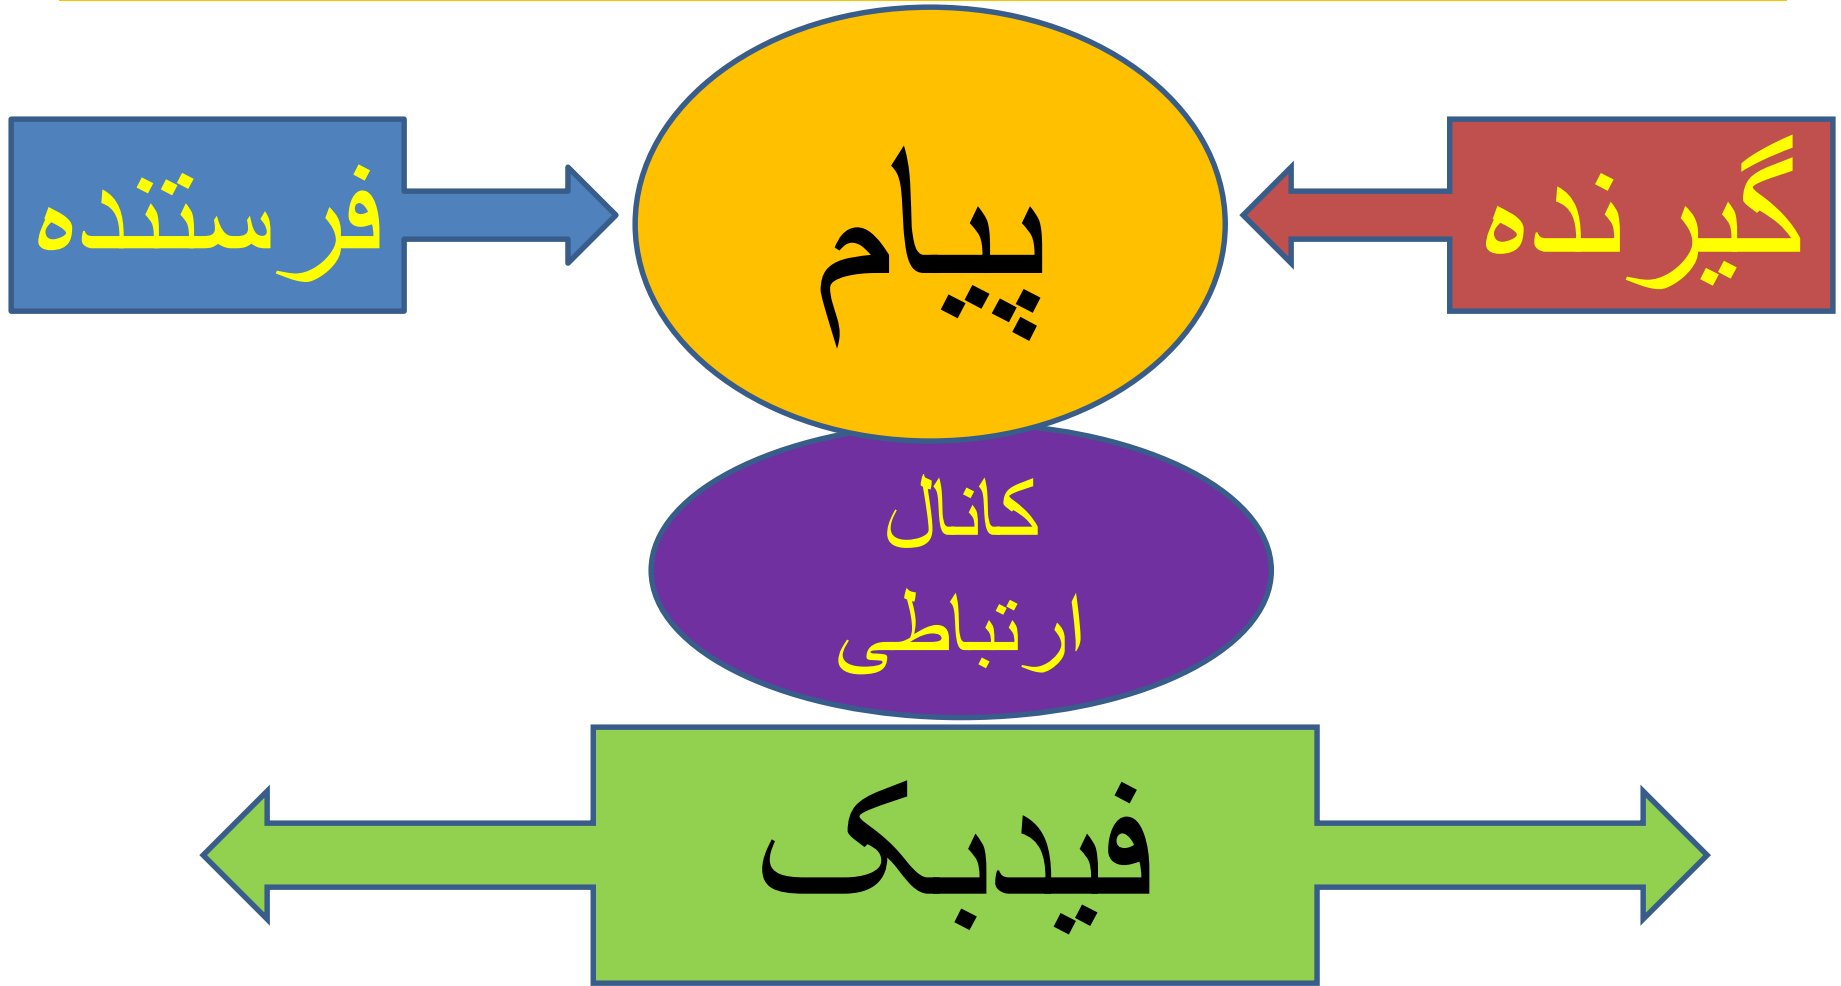 گیرنده
پیام
فرستنده
کانال
ارتباطی
فیدبک